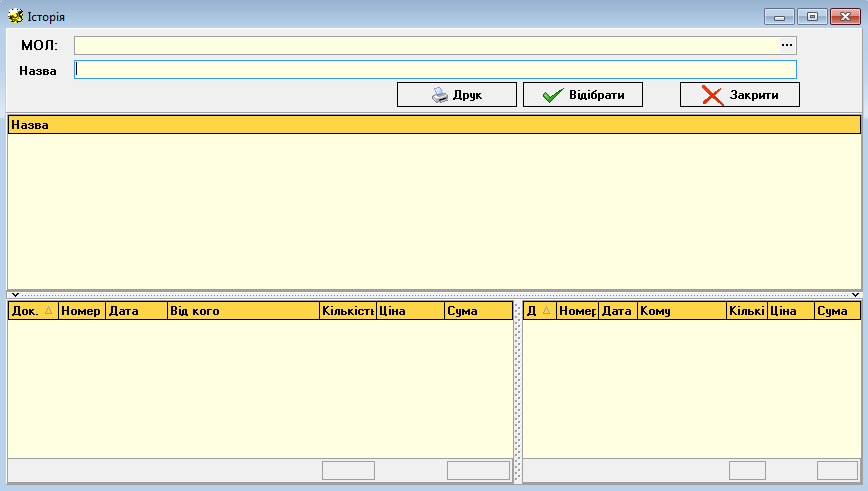 Історія
МОЛ:
...
Назва
Друк Відібрати Закрити
Назва
Док. Номер Дата Від кого Кількість Ціна Сума Д Номер Дата Кому Кількі Ціна Сума